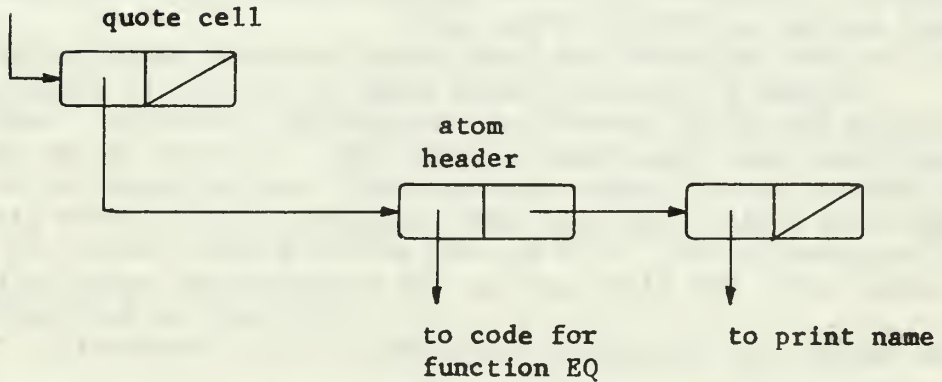 quote cell
atom
header
to code for
function EQ
to print name